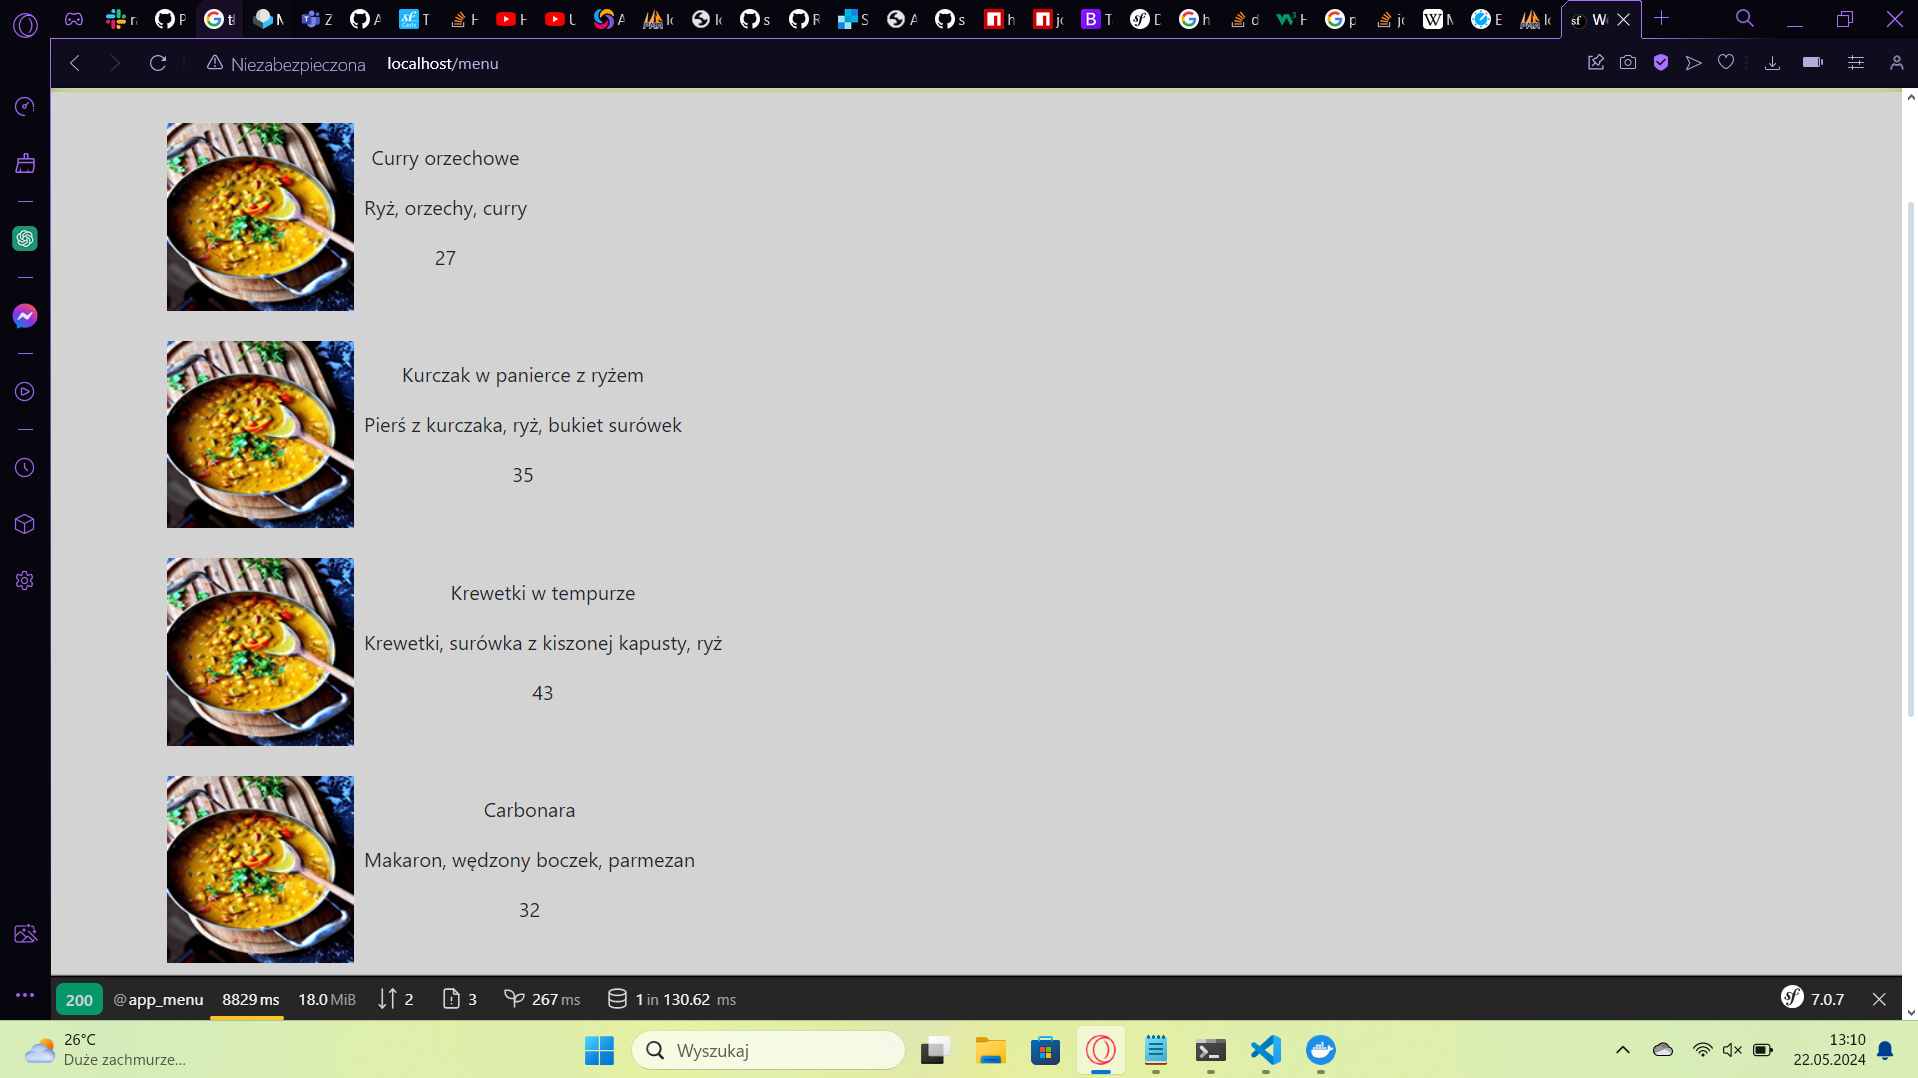 Niezabezpieczona localhost/menu
Curry orzechowe
Ryż, orzechy, curry
27
Kurczak w panierce z ryżem
Pierś z kurczaka, ryż, bukiet surówek
35
Krewetki w tempurze
Krewetki, surówka z kiszonej kapusty, ryż
43
Carbonara
Makaron, wędzony boczek, parmezan
32
200 @app_menu 8829 ms 18.0 MiB 2 3 267 ms 1 in 130.62 ms sf 7.0.7
26°C
Duże zachmurze...
Wyszukaj
13:10
22.05.2024